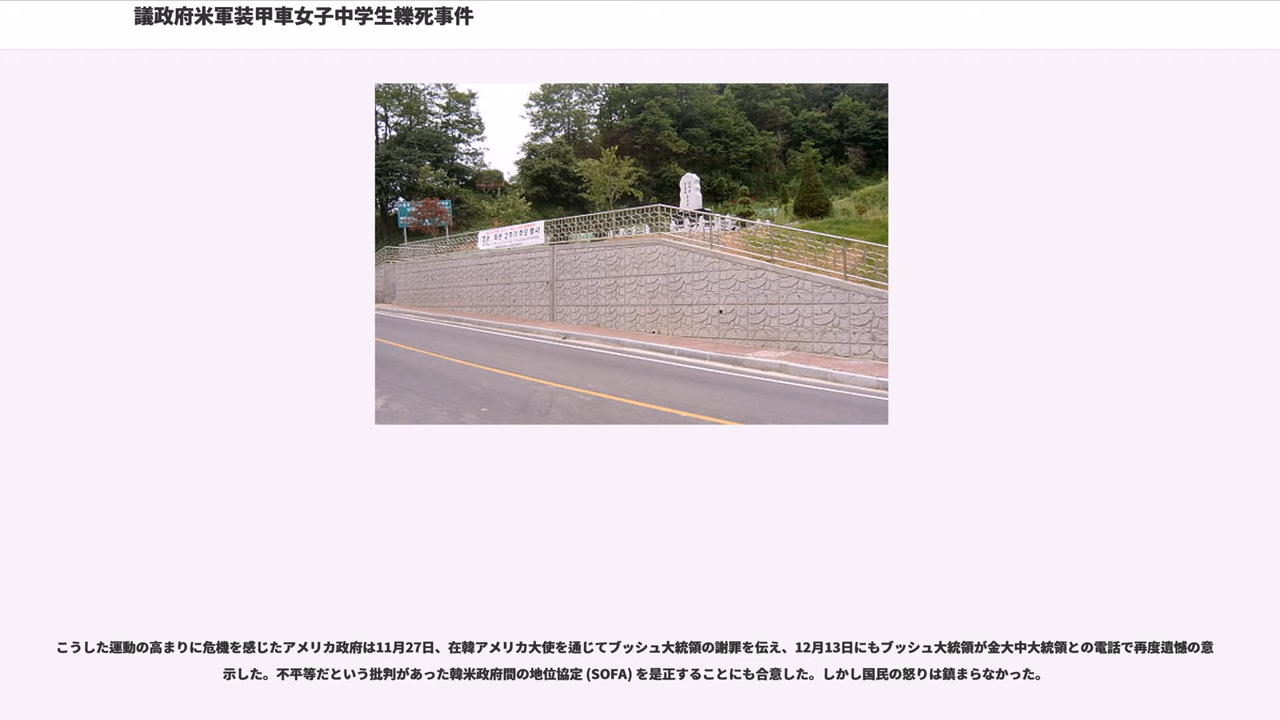 議政府米軍装甲車女子中学生轢死事件
こうした運動の高まりに危機を感じたアメリカ政府は11月27日、在韓アメリカ大使を通じてブッシュ大統領の謝罪を伝え、12月13日にもブッシュ大統領が金大中大統領との電話で再度遺憾の意
示した。不平等だという批判があった韓米政府間の地位協定 (SOFA) を是正することにも合意した。しかし国民の怒りは鎮まらなかった。